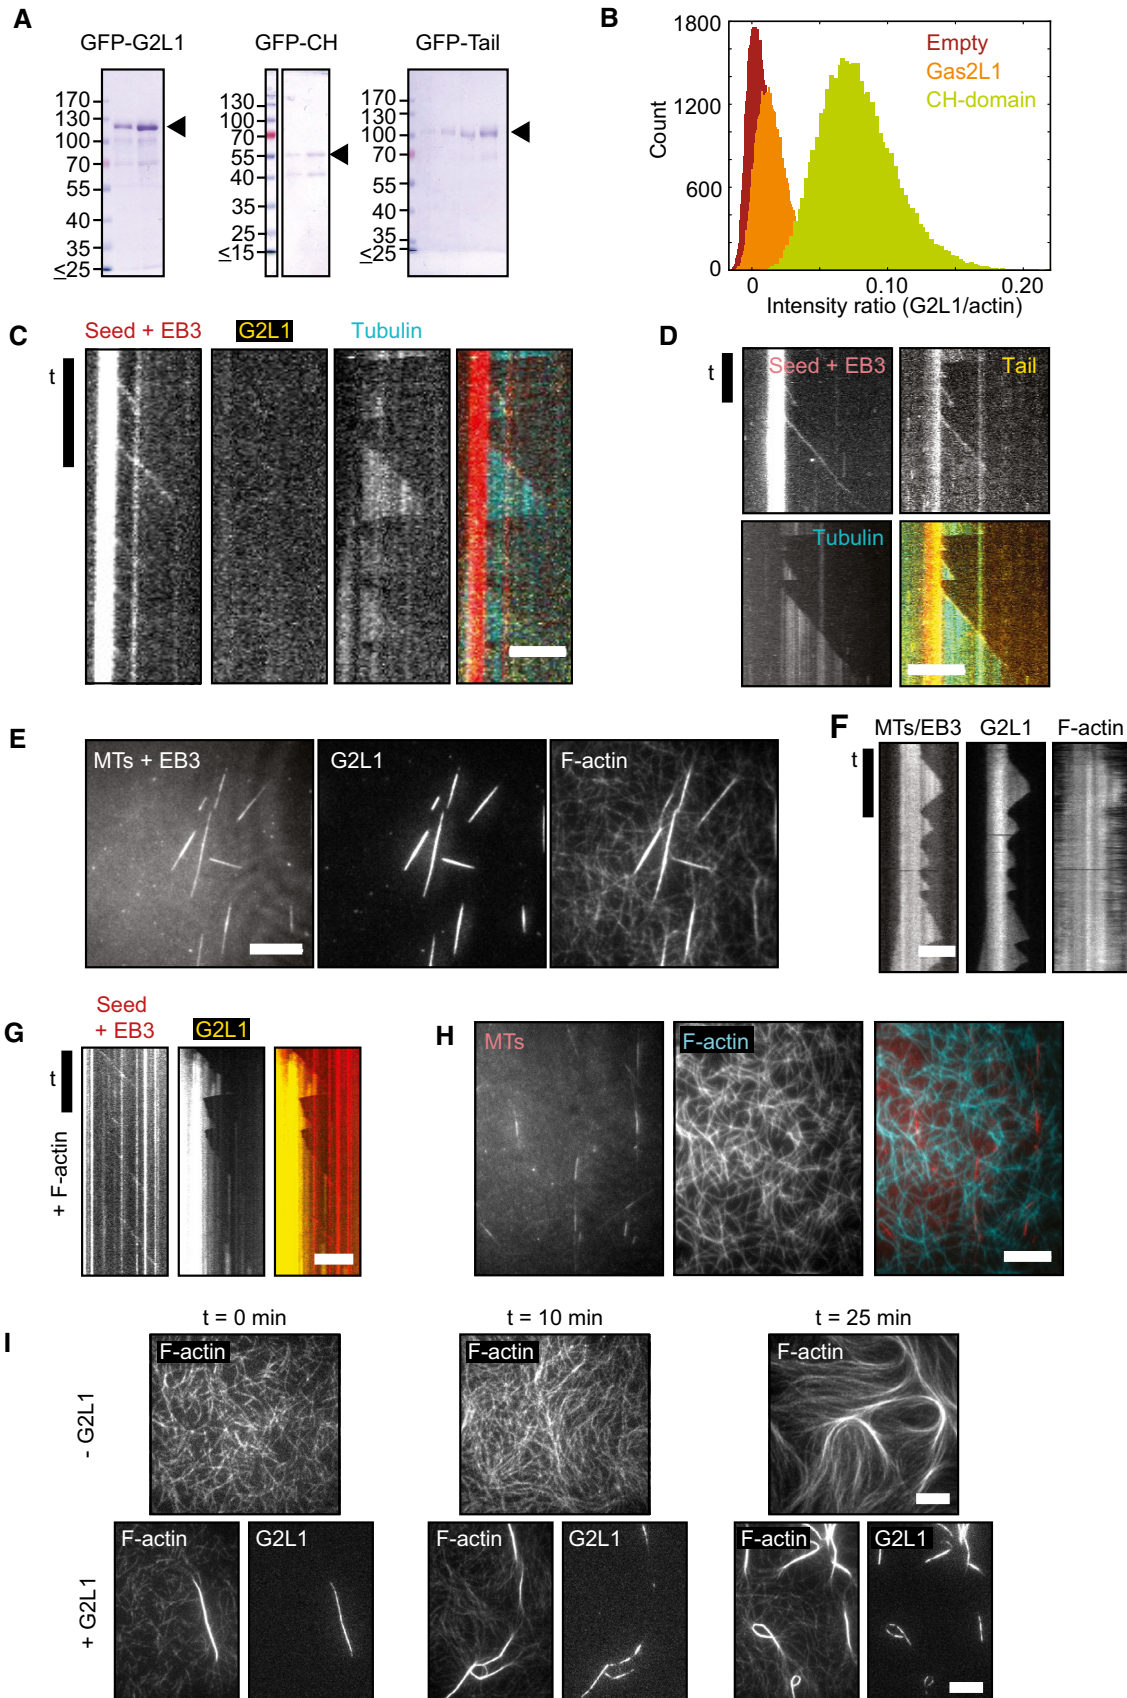 A
GFP-G2L1
GFP-CH
GFP-Tail
170
130
100
70
55
40
35
≤25
130
100
70
55
40
35
25
≤15
170
130
100
70
55
40
35
≤25
B
1800
1200
600
0
Count
Empty
Gas2L1
CH-domain
0
0.10
0.20
Intensity ratio (G2L1/actin)
C
Seed + EB3
G2L1
Tubulin
t
D
t
Seed + EB3
Tail
Tubulin
E
MTs + EB3
G2L1
F-actin
F
MTs/EB3
G2L1
F-actin
t
G
Seed
+ EB3
G2L1
t
+ F-actin
H
MTs
F-actin
I
t = 0 min
t = 10 min
t = 25 min
- G2L1
F-actin
F-actin
F-actin
+ G2L1
F-actin
G2L1
F-actin
G2L1
F-actin
G2L1